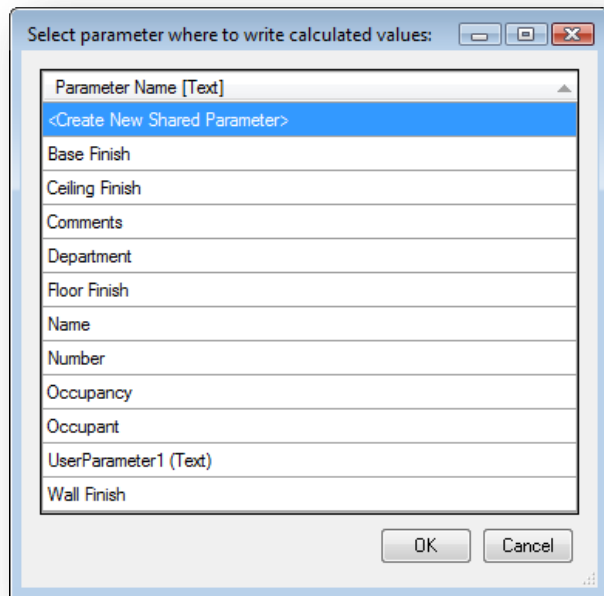 Select parameter where to write calculated values:
Parameter Name [Text]
<Create New Shared Parameter>
Base Finish
Ceiling Finish
Comments
Department
Floor Finish
Name
Number
Occupancy
Occupant
UserParameter1 (Text)
Wall Finish
OK Cancel